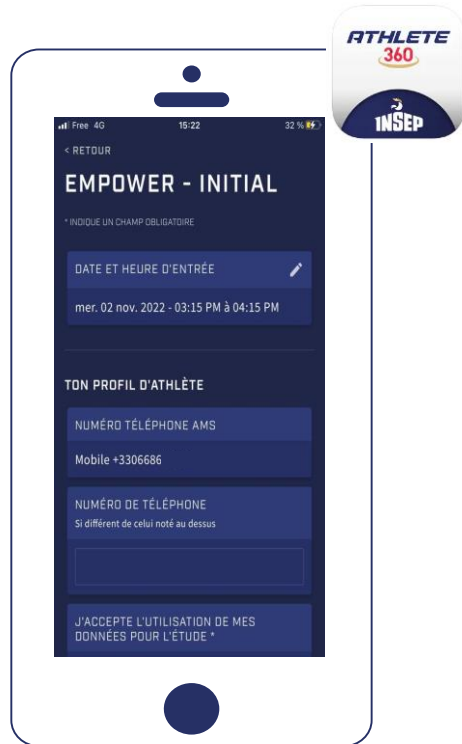 ATHLETE
360
INSEP
Free 4G 15:22 32 %
< RETOUR
EMPOWER - INITIAL
* INDIQUE UN CHAMP OBLIGATOIRE
DATE ET HEURE D'ENTRÉE
mer. 02 nov. 2022 - 03:15 PM à 04:15 PM
TON PROFIL D'ATHLÈTE
NUMÉRO TÉLÉPHONE AMS
Mobile +3306686
NUMÉRO DE TÉLÉPHONE
Si différent de celui noté au dessus
J'ACCEPTE L'UTILISATION DE MES
DONNÉES POUR L'ÉTUDE *